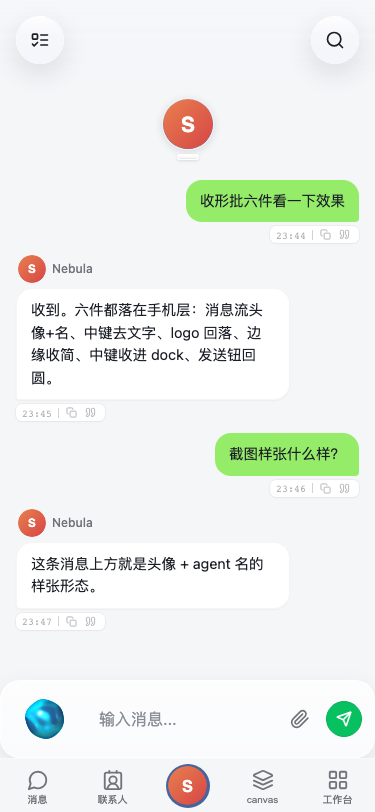 S
收形批六件看一下效果
23:44
S Nebula
收到。六件都落在手机层：消息流头
像+名、中键去文字、logo 回落、边
缘收简、中键收进 dock、发送钮回
圆。
23:45
截图样张什么样？
23:46
S Nebula
这条消息上方就是头像 + agent 名的
样张形态。
23:47
输入消息...
消息 联系人 S canvas 工作台